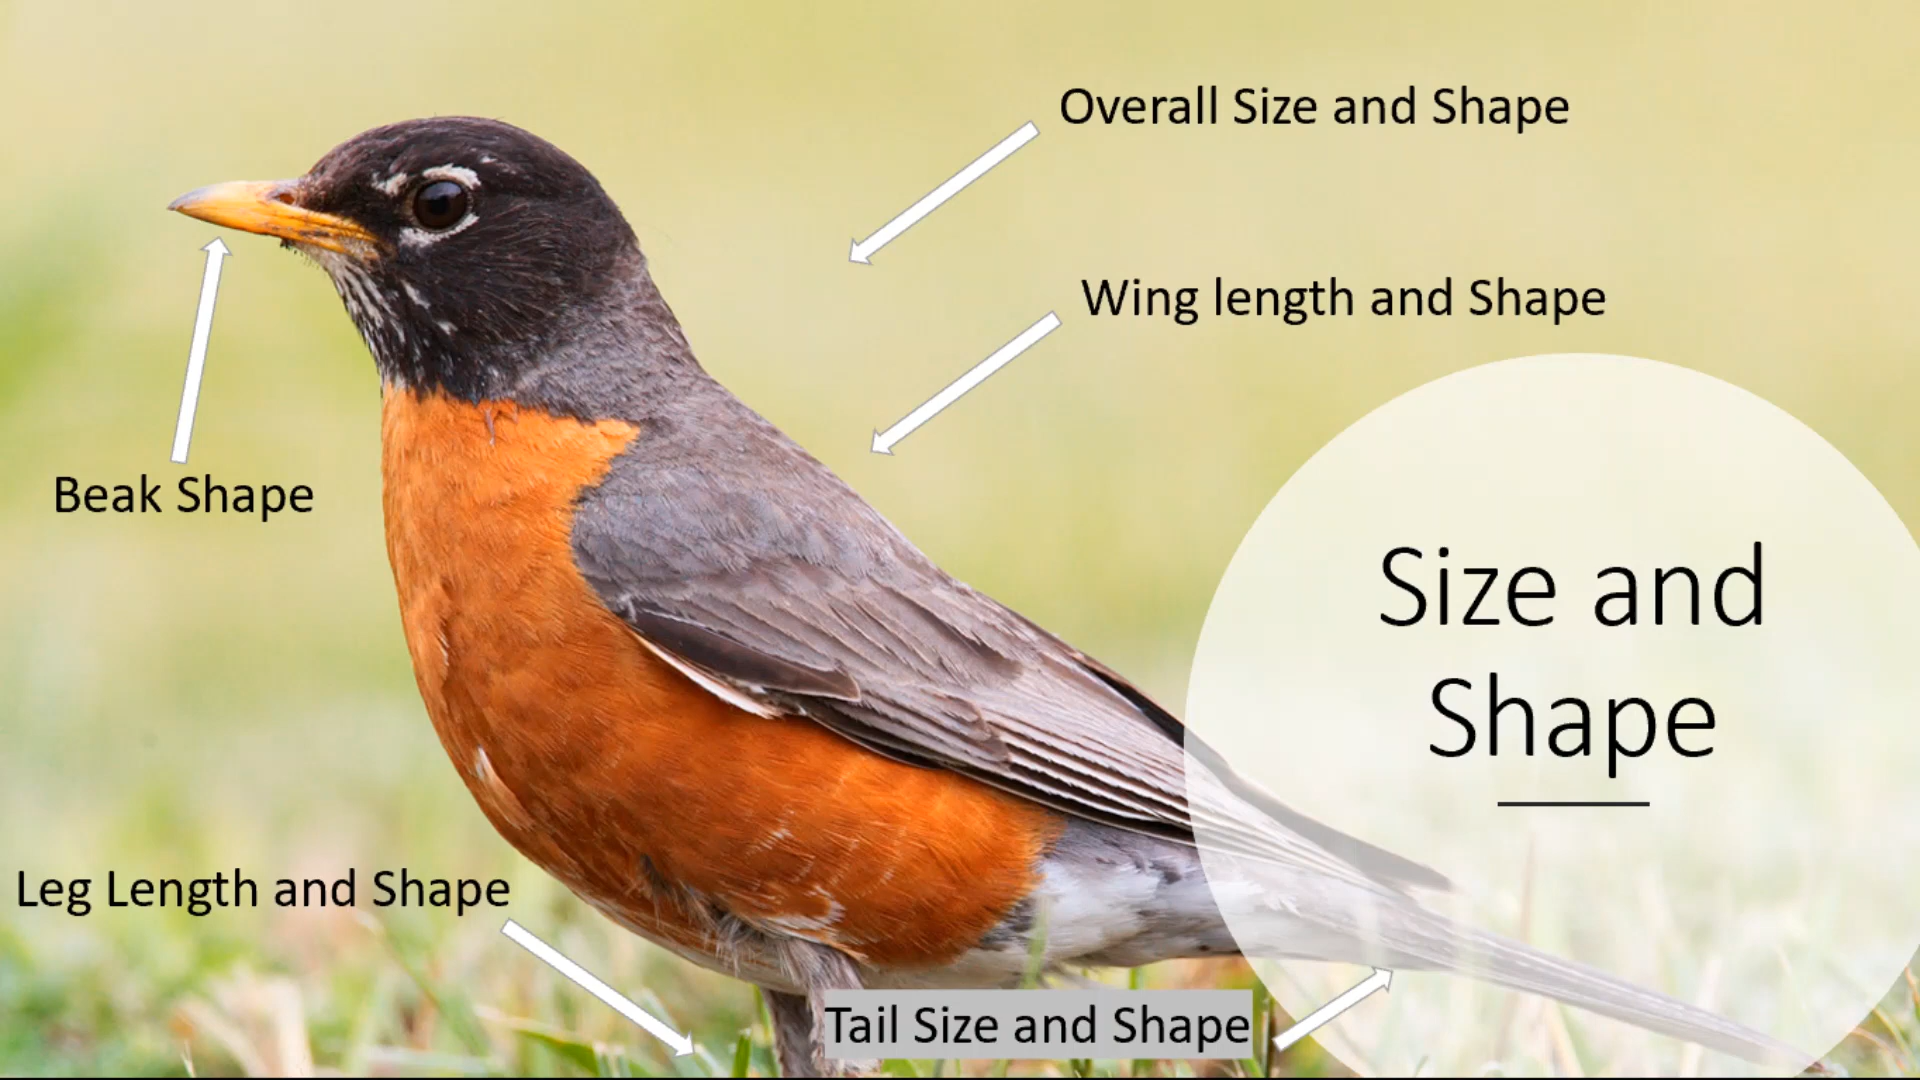 Overall Size and Shape
Wing length and Shape
Beak Shape
Size and
Shape
Leg Length and Shape
Tail Size and Shape